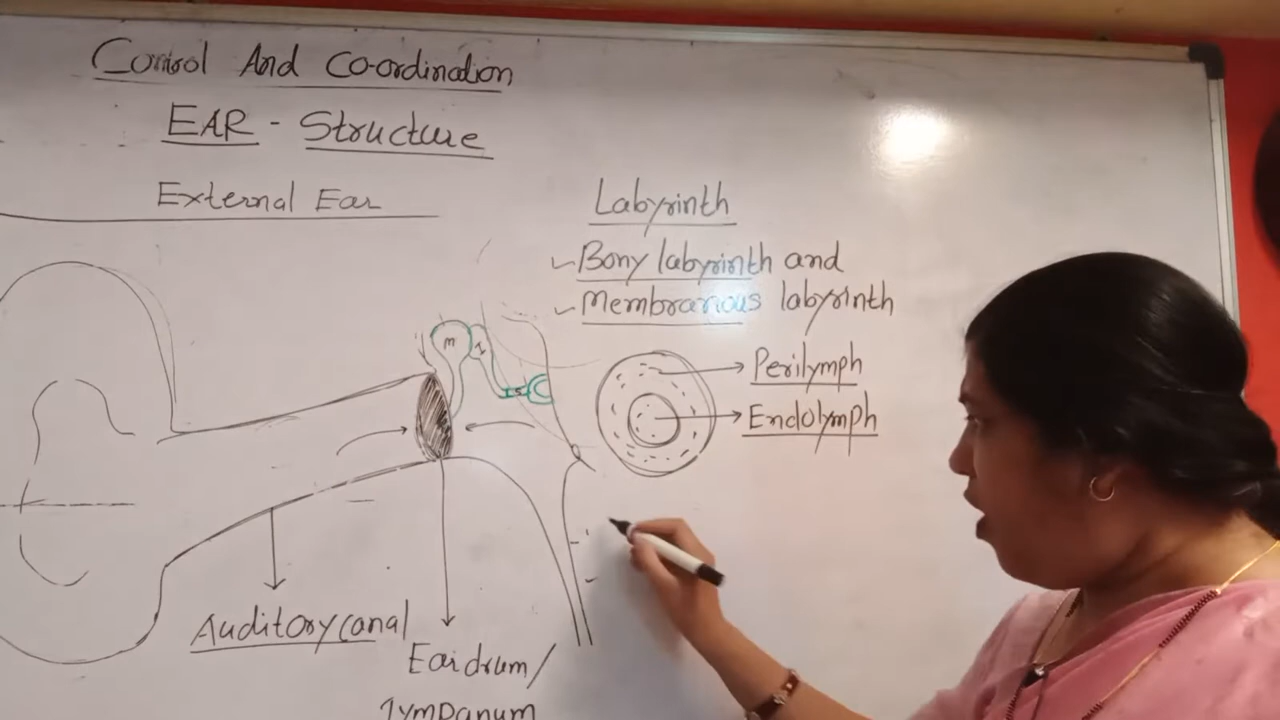 Control And Co-ordination
EAR - Structure
External Ear
Labyrinth
Bony labyrinth and
Membranous labyrinth
m
Perilymph
Endolymph
Auditory canal
Eardrum/
Tympanum